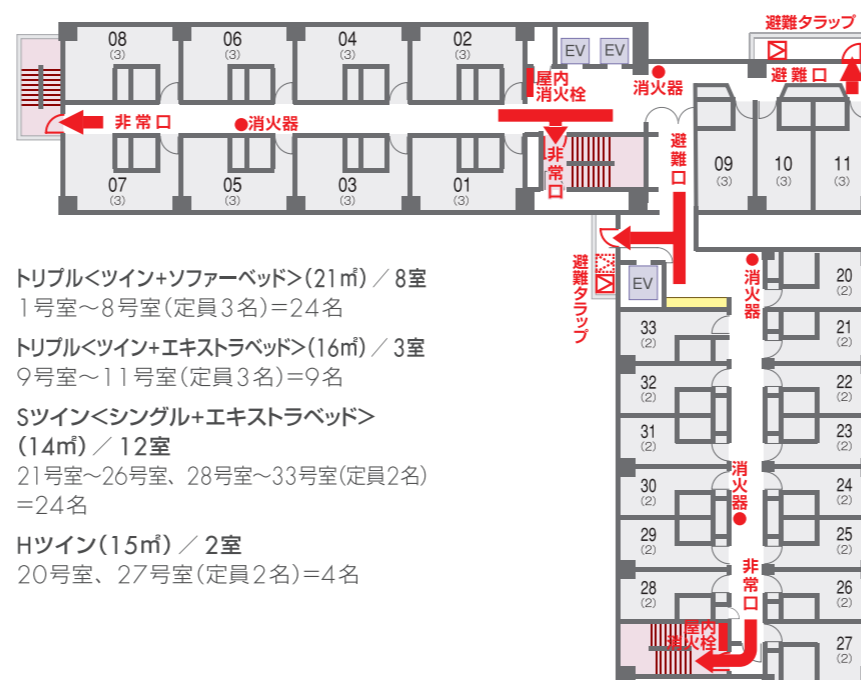 08
(3)
06
(3)
04
(3)
02
(3)
EV
EV
避難タラップ
避難口
屋内
消火栓
消火器
非常口
消火器
非常口
避難口
07
(3)
05
(3)
03
(3)
01
(3)
09
(3)
10
(3)
11
(3)
避難タラップ
EV
消火器
トリプル<ツイン+ソファーベッド>(21㎡)／8室
1号室〜8号室(定員3名)=24名
トリプル<ツイン+エキストラベッド>(16㎡)／3室
9号室〜11号室(定員3名)=9名
Sツイン<シングル+エキストラベッド>
(14㎡)／12室
21号室〜26号室、28号室〜33号室(定員2名)
=24名
Hツイン(15㎡)／2室
20号室、27号室(定員2名)=4名
20
(2)
33
(2)
21
(2)
32
(2)
22
(2)
31
(2)
23
(2)
消火器
30
(2)
24
(2)
29
(2)
25
(2)
非常口
28
(2)
26
(2)
屋内
消火栓
27
(2)